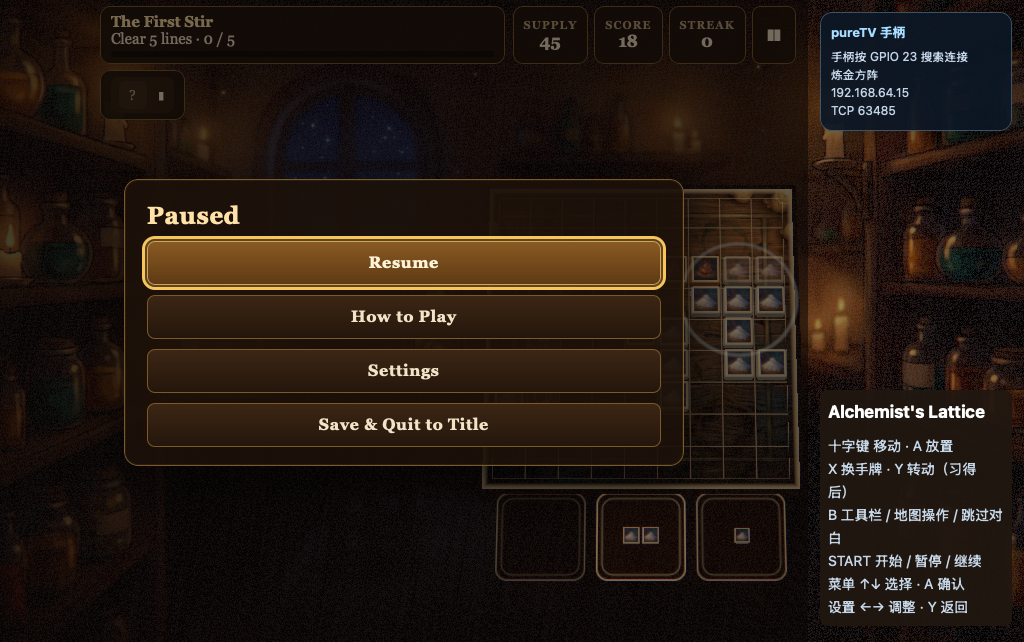 The First Stir
Clear 5 lines · 0 / 5
SUPPLY
45
SCORE
18
STREAK
0
?
Paused
Resume
How to Play
Settings
Save & Quit to Title
pureTV 手柄
手柄按 GPIO 23 搜索连接
炼金方阵
192.168.64.15
TCP 63485
Alchemist's Lattice
十字键 移动 · A 放置
X 换手牌 · Y 转动（习得
后）
B 工具栏 / 地图操作 / 跳过对
白
START 开始 / 暂停 / 继续
菜单 ↑↓ 选择 · A 确认
设置 ←→ 调整 · Y 返回